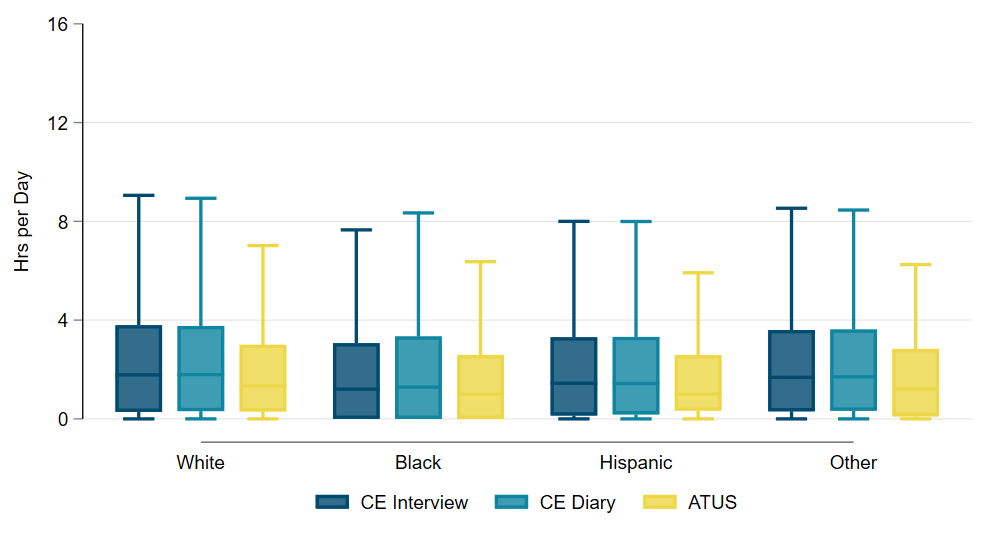 16
12
8
4
0
Hrs per Day
White Black Hispanic Other
CE Interview CE Diary ATUS